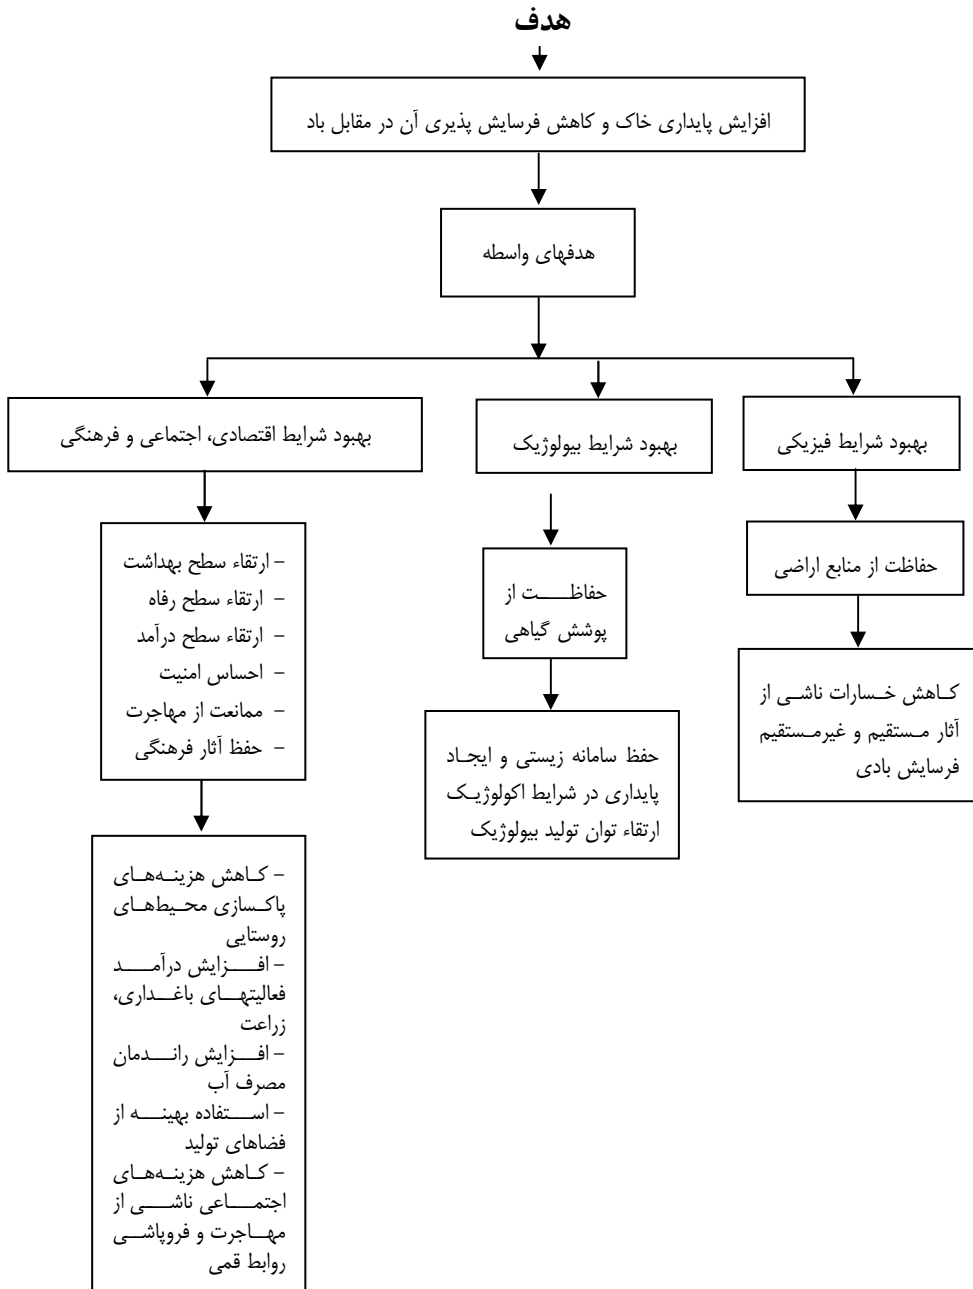 هدف
افزایش پایداری خاک و کاهش فرسایش پذیری آن در مقابل باد
هدفهای واسطه
بهبود شرایط فیزیکی
حفاظت از منابع اراضی
کاهش خسارات ناشی از
آثار مستقیم و غیرمستقیم
فرسایش بادی
بهبود شرایط بیولوژیک
حفاظت از
پوشش گیاهی
حفظ سامانه زیستی و ایجاد
پایداری در شرایط اکولوژیک
ارتقاء توان تولید بیولوژیک
بهبود شرایط اقتصادی، اجتماعی و فرهنگی
- ارتقاء سطح بهداشت
- ارتقاء سطح رفاه
- ارتقاء سطح درآمد
- احساس امنیت
- ممانعت از مهاجرت
- حفظ آثار فرهنگی
- کاهش هزینه‌های
پاکسازی محیط‌های
روستایی
- افزایش درآمد
فعالیتهای باغداری،
زراعت
- افزایش راندمان
مصرف آب
- استفاده بهینه از
فضاهای تولید
- کاهش هزینه‌های
اجتماعی ناشی از
مهاجرت و فروپاشی
روابط قمی